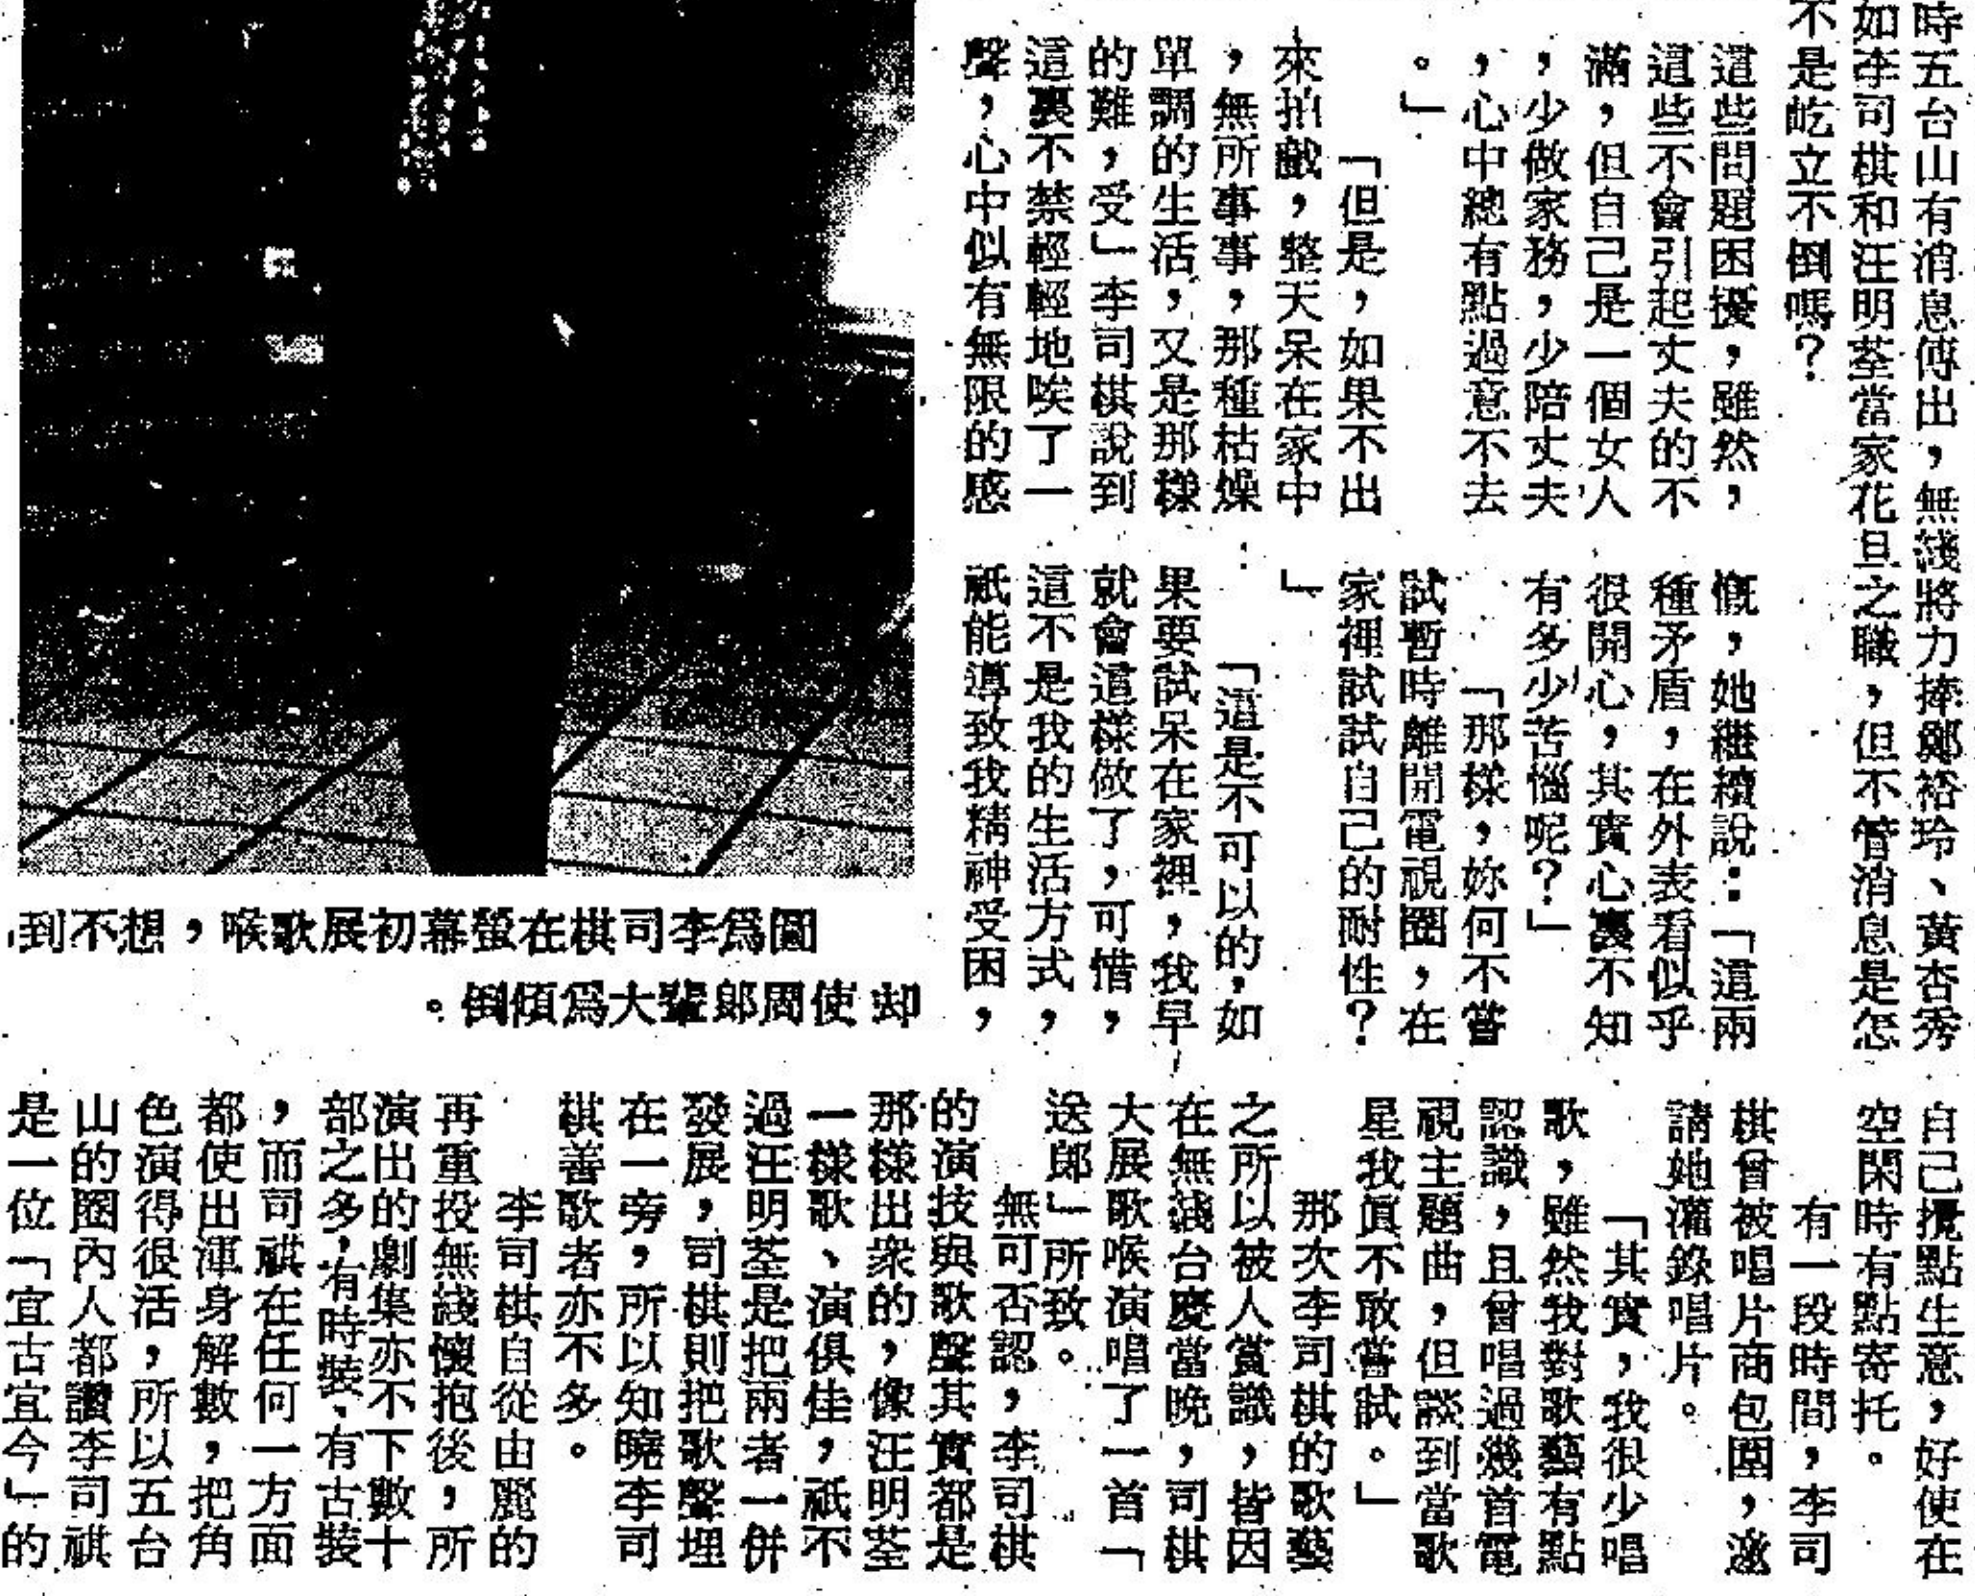 時五台山有消息傳出，無綫將力捧鄭裕玲、黃杏秀
如李司棋和汪明荃當家花旦之職，但不管消息是怎
不是屹立不倒嗎？
這些問題困擾，雖然，
這些不會引起丈夫的不
滿，但自己是一個女人
，少做家務，少陪丈夫
，心中總有點過意不去
。」
「但是，如果不出
來拍戲，整天呆在家中
，無所事事，那種枯燥
單調的生活，又是那樣
的難，受」李司棋說到
這裏不禁輕輕地唉了一
聲，心中似有無限的感
慨，她繼續說：「這兩
種矛盾，在外表看似乎
很開心，其實心裏不知
有多少苦惱呢？」
「那樣，妳何不嘗
試暫時離開電視圈，在
家裡試試自己的耐性？
」
「這是不可以的，如
果要試呆在家裡，我早
就會這樣做了，可惜，
這不是我的生活方式，
祇能導致我精神受困，
到不想，喉歌展初幕螢在棋司李爲圖
。倒傾爲大輩郎周使却
自己攪點生意，好使在
空閑時有點寄托。
有一段時間，李司
棋曾被唱片商包圍，邀
請她灌錄唱片。
「其實，我很少唱
歌，雖然我對歌藝有點
認識，且曾唱過幾首電
視主題曲，但談到當歌
星我眞不敢嘗試。」
那次李司棋的歌藝
之所以被人賞識，皆因
在無綫台慶當晚，司棋
大展歌喉演唱了一首「
送郎」所致。
無可否認，李司棋
的演技與歌聲其實都是
那樣出衆的，像汪明荃
一樣歌、演俱佳，祇不
過汪明荃是把兩者一併
發展，司棋則把歌聲埋
在一旁，所以知曉李司
棋善歌者亦不多。
李司棋自從由麗的
再重投無綫懷抱後，所
演出的劇集亦不下數十
部之多，有時裝、有古裝
，而司祺在任何一方面
都使出渾身解數，把角
色演得很活，所以五台
山的圈內人都讚李司祺
是一位「宜古宜今」的